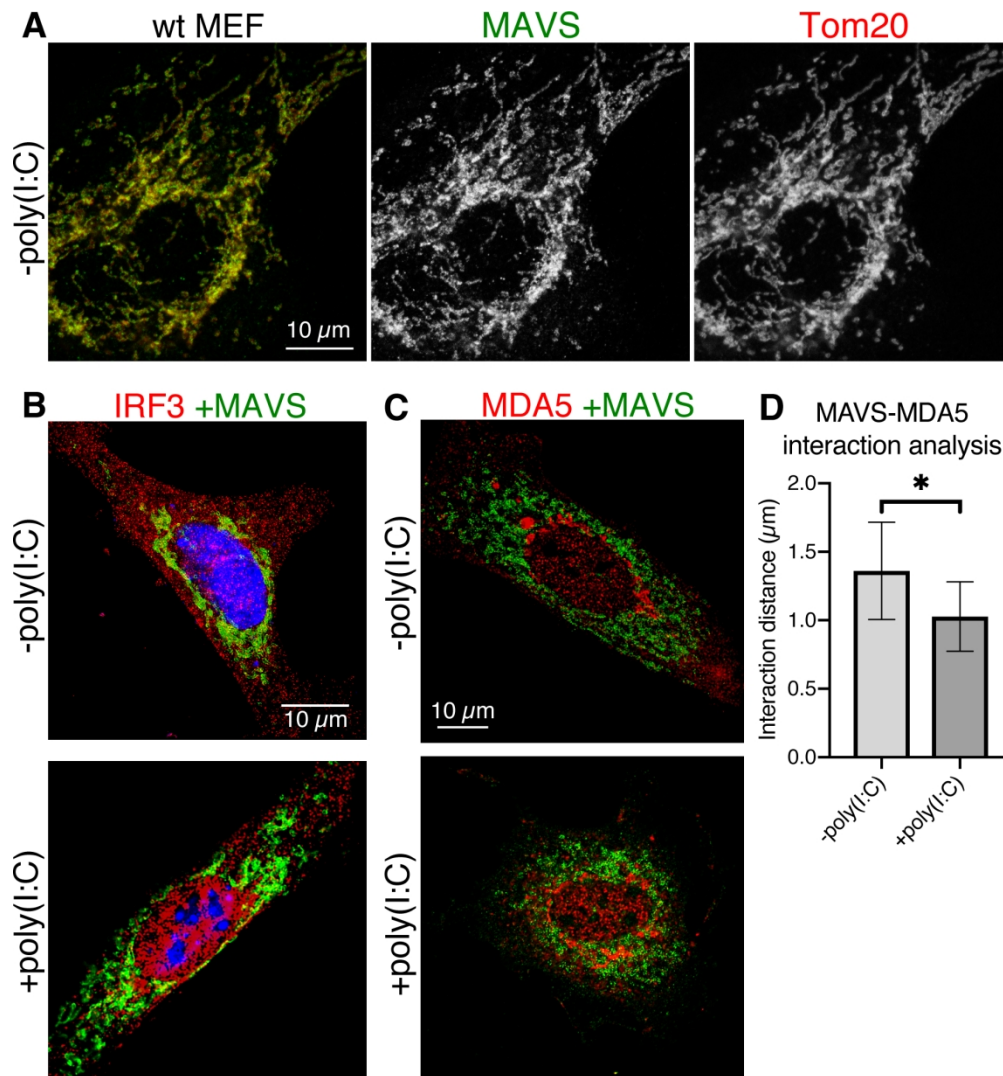 A
wt MEF
MAVS
Tom20
-poly(I:C)
10 µm
B
IRF3 +MAVS
-poly(I:C)
10 µm
+poly(I:C)
C
MDA5 +MAVS
-poly(I:C)
10 µm
+poly(I:C)
D
MAVS-MDA5
interaction analysis
*
Interaction distance (µm)
2.0
1.5
1.0
0.5
0.0
-poly(I:C)
+poly(I:C)